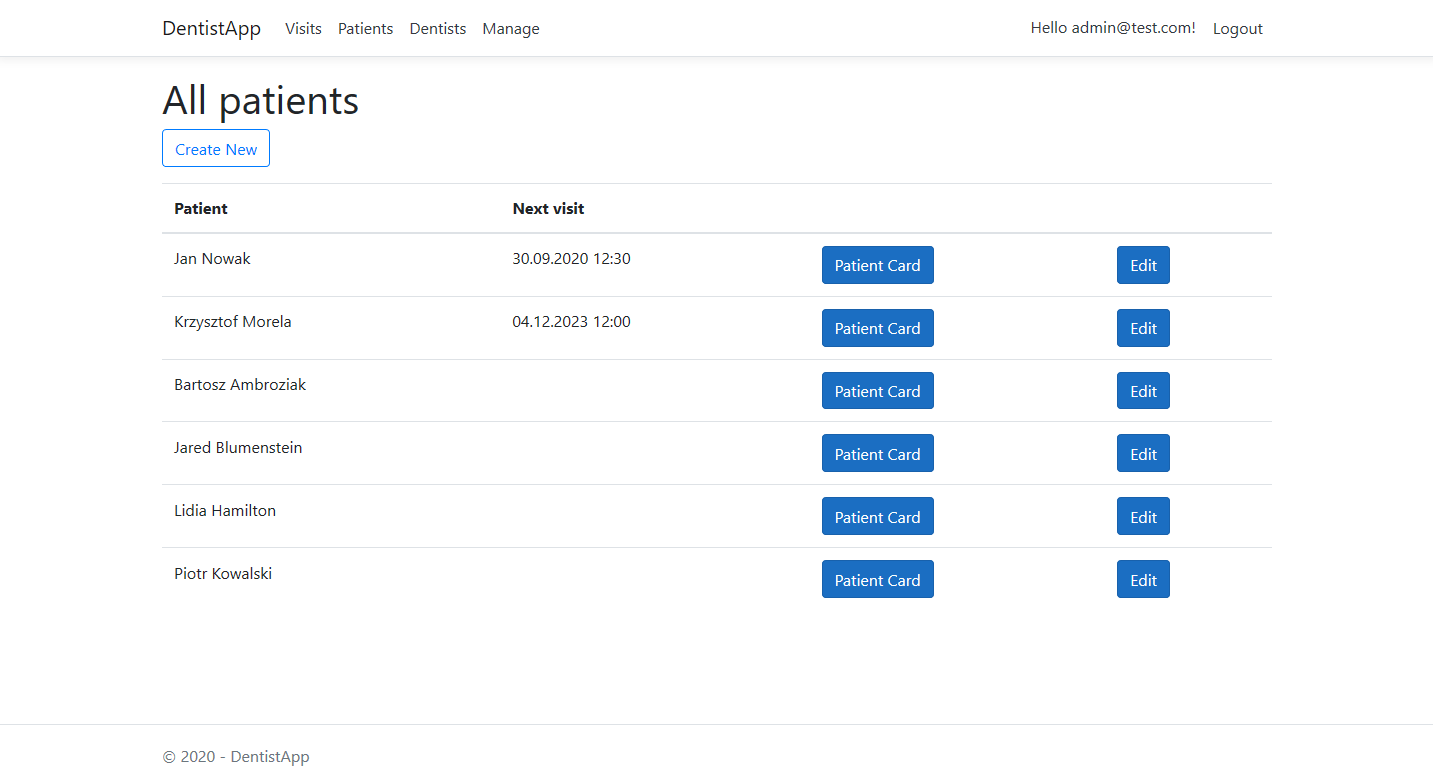 DentistApp Visits Patients Dentists Manage Hello admin@test.com! Logout
All patients
Create New
Patient Next visit
Jan Nowak 30.09.2020 12:30 Patient Card Edit
Krzysztof Morela 04.12.2023 12:00 Patient Card Edit
Bartosz Ambroziak Patient Card Edit
Jared Blumenstein Patient Card Edit
Lidia Hamilton Patient Card Edit
Piotr Kowalski Patient Card Edit
© 2020 - DentistApp